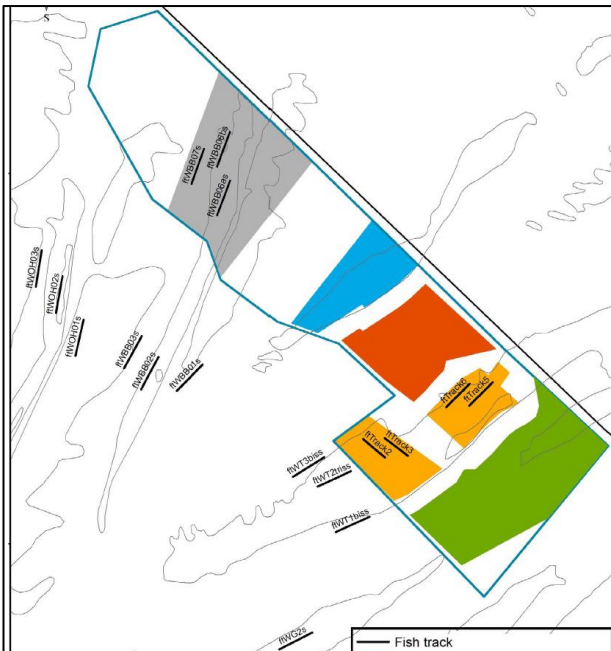 S
ftWBB07s
ftWBB06bs
ftWBB06as
ftWOH03s
ftWOH02s
ftWOH01s
ftWBB03s
ftWBB02s
ftWBB01s
ftTrack6
ftTrack5
ftTrack3
ftTrack2
ftWT3biss
ftWT2triss
ftWT1biss
ftWG2s
Fish track